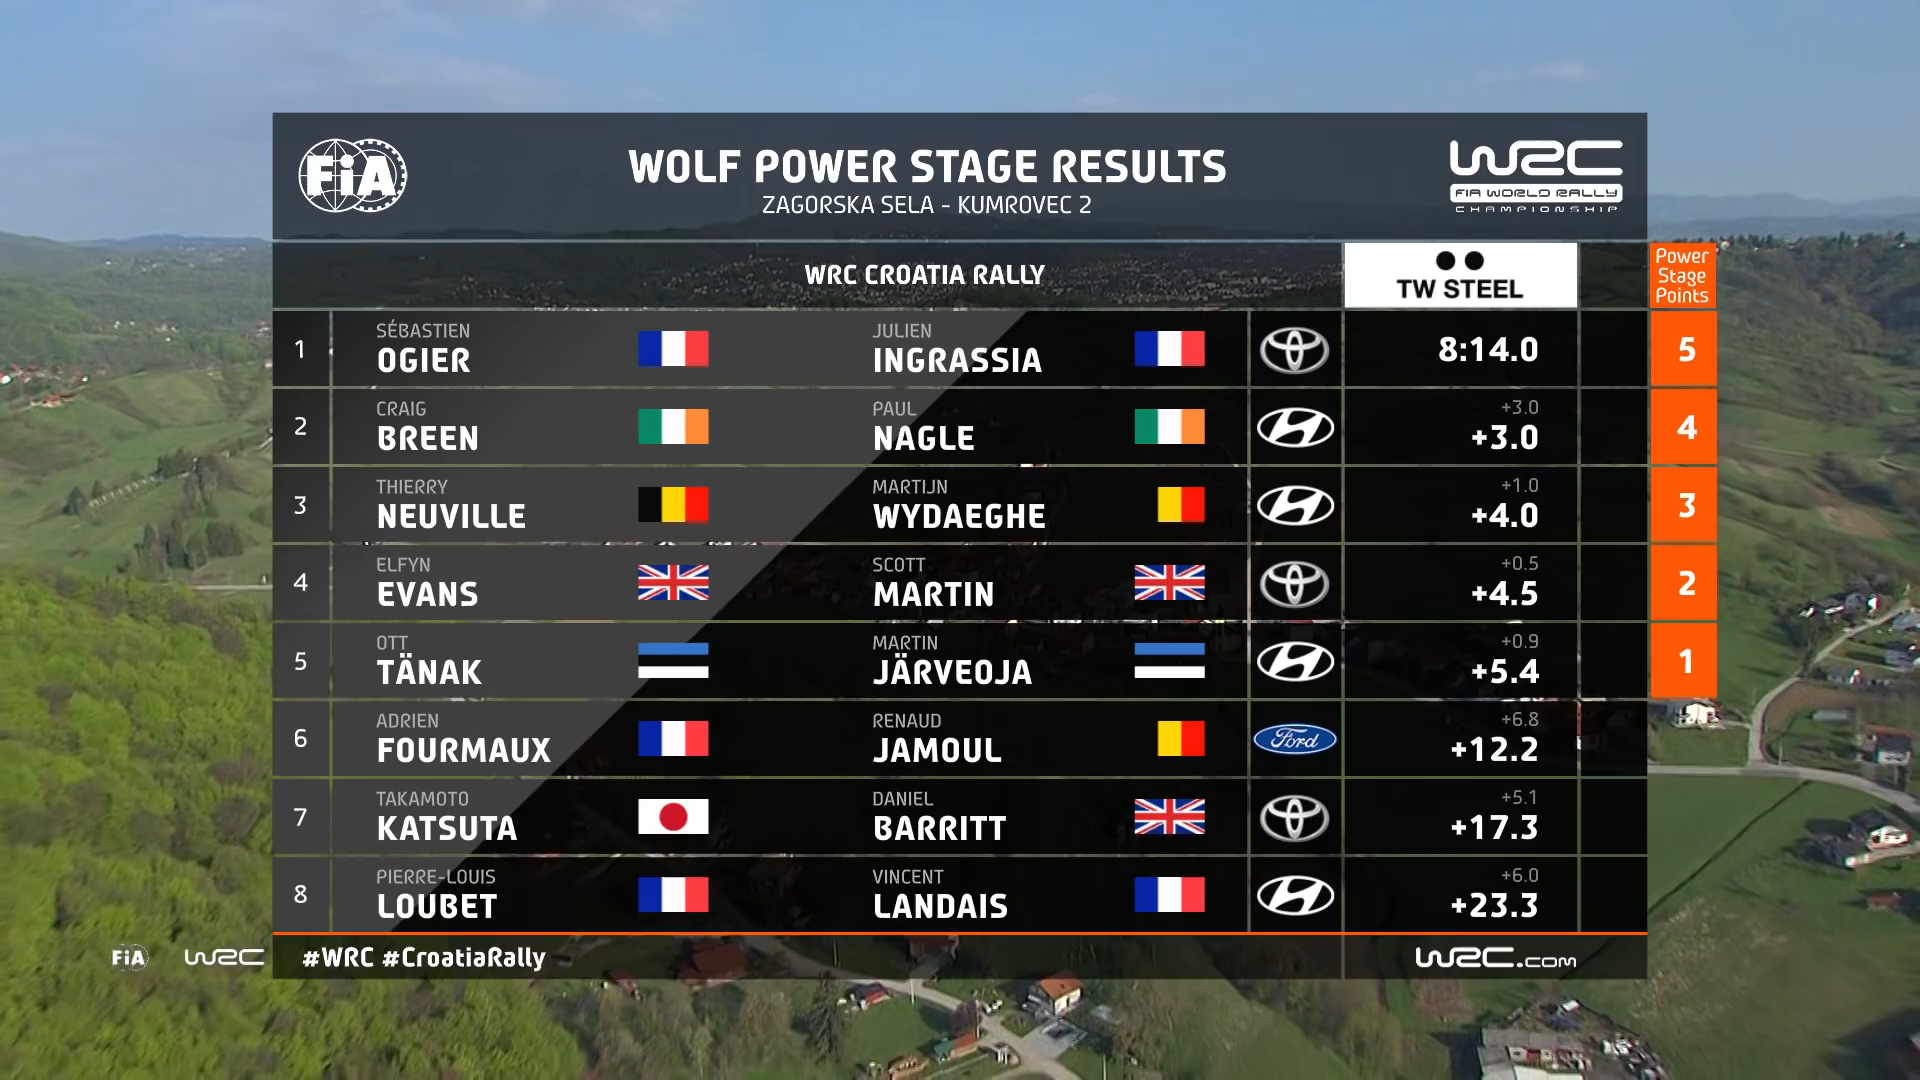 FiA
WOLF POWER STAGE RESULTS
ZAGORSKA SELA - KUMROVEC 2
WRC
FIA WORLD RALLY
CHAMPIONSHIP
WRC CROATIA RALLY
TW STEEL
Power
Stage
Points
1
SÉBASTIEN
OGIER
JULIEN
INGRASSIA
8:14.0
5
2
CRAIG
BREEN
PAUL
NAGLE
+3.0
+3.0
4
3
THIERRY
NEUVILLE
MARTIJN
WYDAEGHE
+1.0
+4.0
3
4
ELFYN
EVANS
SCOTT
MARTIN
+0.5
+4.5
2
5
OTT
TÄNAK
MARTIN
JÄRVEOJA
+0.9
+5.4
1
6
ADRIEN
FOURMAUX
RENAUD
JAMOUL
Ford
+6.8
+12.2
7
TAKAMOTO
KATSUTA
DANIEL
BARRITT
+5.1
+17.3
8
PIERRE-LOUIS
LOUBET
VINCENT
LANDAIS
+6.0
+23.3
FiA WRC #WRC #CroatiaRally WRC.COM